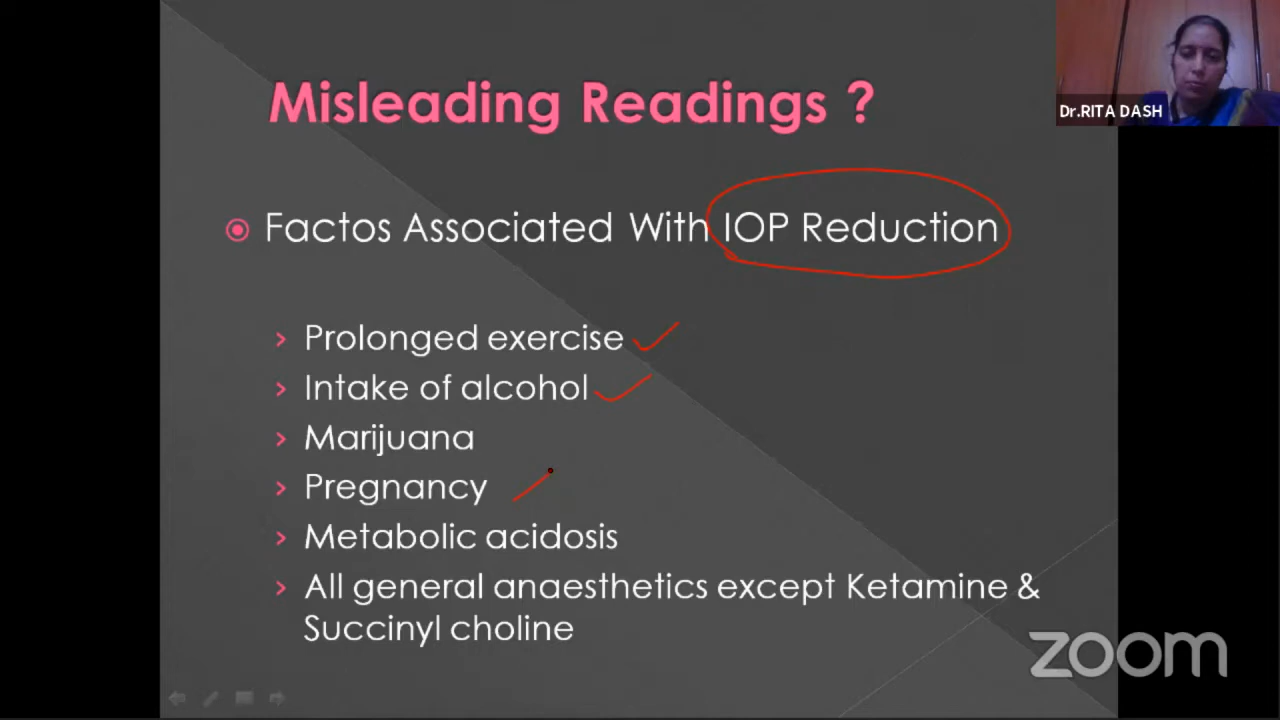 Misleading Readings ?
Dr.RITA DASH
Factos Associated With IOP Reduction
Prolonged exercise
Intake of alcohol
Marijuana
Pregnancy
Metabolic acidosis
All general anaesthetics except Ketamine &
Succinyl choline
zoom